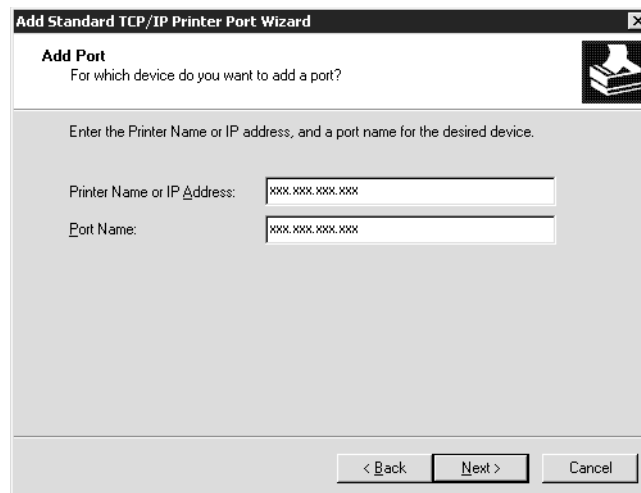 Add Standard TCP/IP Printer Port Wizard
Add Port
For which device do you want to add a port?
Enter the Printer Name or IP address, and a port name for the desired device.
Printer Name or IP Address: xxx.xxx.xxx.xxx
Port Name: xxx.xxx.xxx.xxx
< Back Next > Cancel